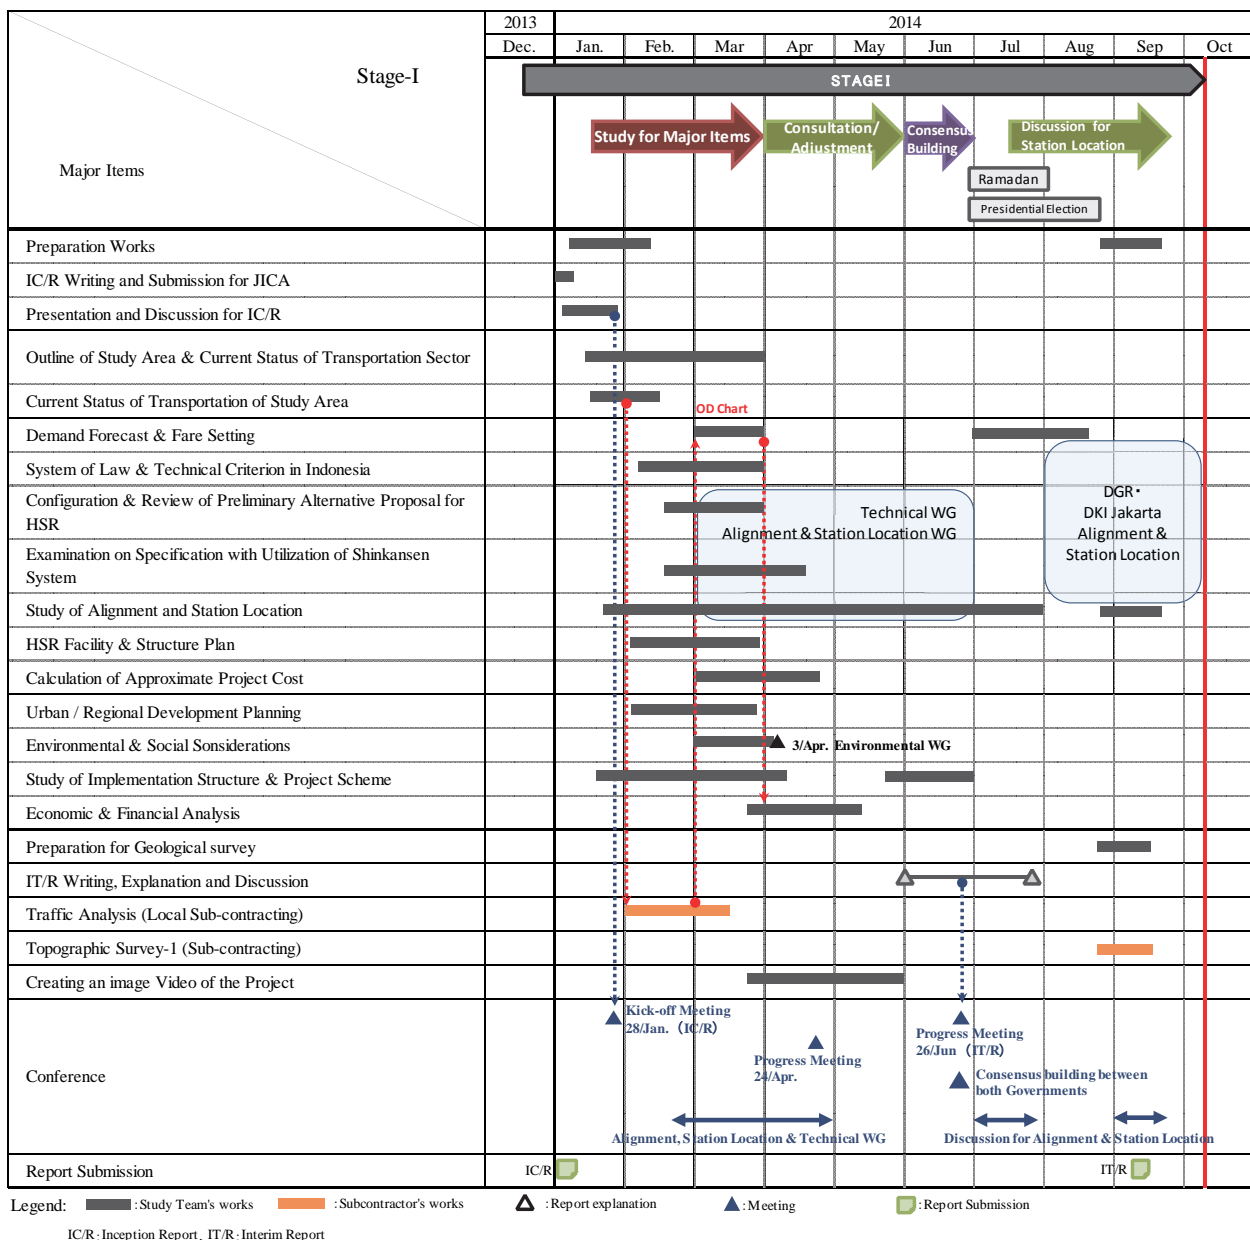 2013
2014
Dec.
Jan.
Feb.
Mar
Apr
May
Jun
Jul
Aug
Sep
Oct
Stage-I
Major Items
STAGEⅠ
Study for Major Items
Consultation/
Adjustment
Consensus
Building
Discussion for
Station Location
Ramadan
Presidential Election
Preparation Works
IC/R Writing and Submission for JICA
Presentation and Discussion for IC/R
Outline of Study Area & Current Status of Transportation Sector
Current Status of Transportation of Study Area
OD Chart
Demand Forecast & Fare Setting
System of Law & Technical Criterion in Indonesia
Configuration & Review of Preliminary Alternative Proposal for
HSR
Technical WG
Alignment & Station Location WG
DGR・
DKI Jakarta
Alignment &
Station Location
Examination on Specification with Utilization of Shinkansen
System
Study of Alignment and Station Location
HSR Facility & Structure Plan
Calculation of Approximate Project Cost
Urban / Regional Development Planning
Environmental & Social Sonsiderations
3/Apr. Environmental WG
Study of Implementation Structure & Project Scheme
Economic & Financial Analysis
Preparation for Geological survey
IT/R Writing, Explanation and Discussion
Traffic Analysis (Local Sub-contracting)
Topographic Survey-1 (Sub-contracting)
Creating an image Video of the Project
Conference
Kick-off Meeting
28/Jan.（IC/R）
Progress Meeting
24/Apr.
Progress Meeting
26/Jun（IT/R）
Consensus building between
both Governments
Alignment, Station Location & Technical WG
Discussion for Alignment & Station Location
Report Submission
IC/R
IT/R
Legend:
: Study Team's works
: Subcontractor's works
: Report explanation
: Meeting
: Report Submission
IC/R: Inception Report, IT/R: Interim Report